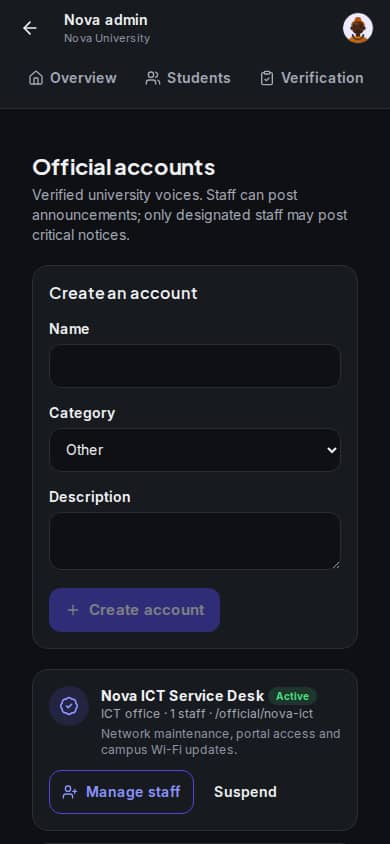 Nova admin
Nova University
Overview
Students
Verification
Official accounts
Verified university voices. Staff can post
announcements; only designated staff may post
critical notices.
Create an account
Name
Category
Other
Description
Create account
Nova ICT Service Desk Active
ICT office · 1 staff · /official/nova-ict
Network maintenance, portal access and
campus Wi-Fi updates.
Manage staff
Suspend